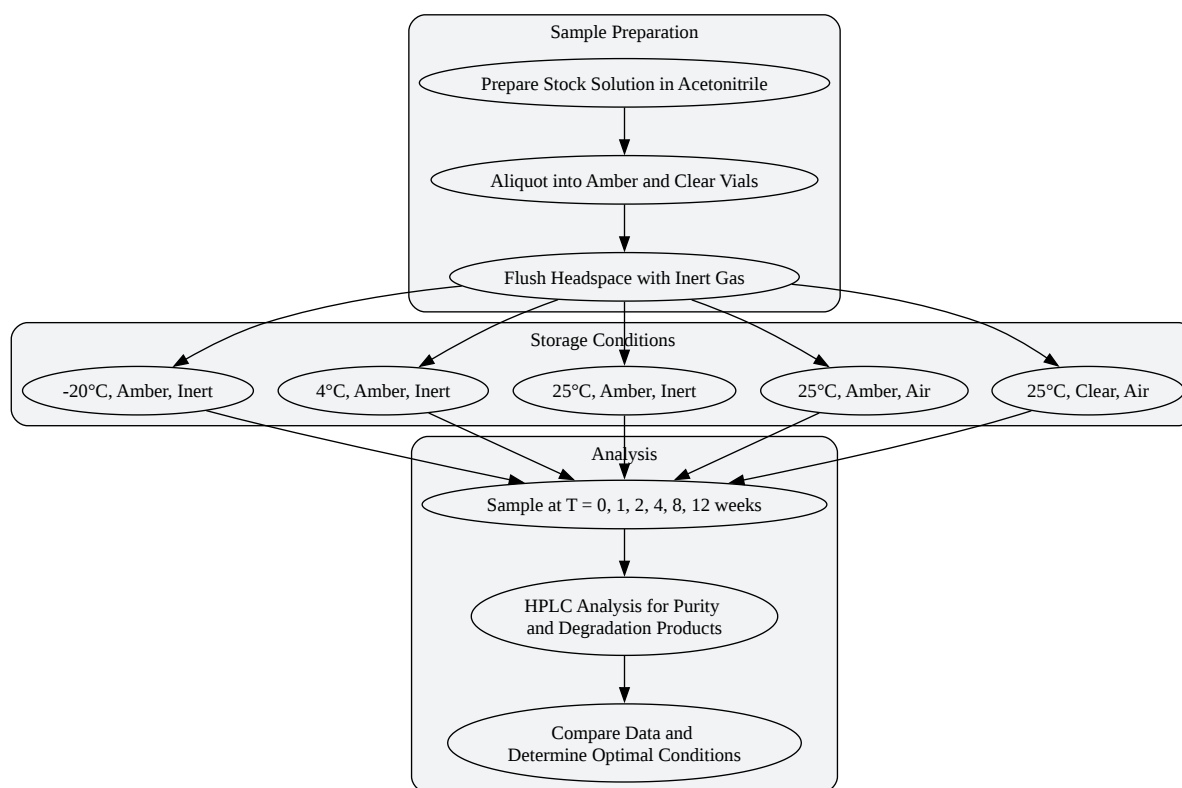 Sample Preparation
Prepare Stock Solution in Acetonitrile
Aliquot into Amber and Clear Vials
Flush Headspace with Inert Gas
Storage Conditions
-20°C, Amber, Inert
4°C, Amber, Inert
25°C, Amber, Inert
25°C, Amber, Air
25°C, Clear, Air
Analysis
Sample at T = 0, 1, 2, 4, 8, 12 weeks
HPLC Analysis for Purity
and Degradation Products
Compare Data and
Determine Optimal Conditions